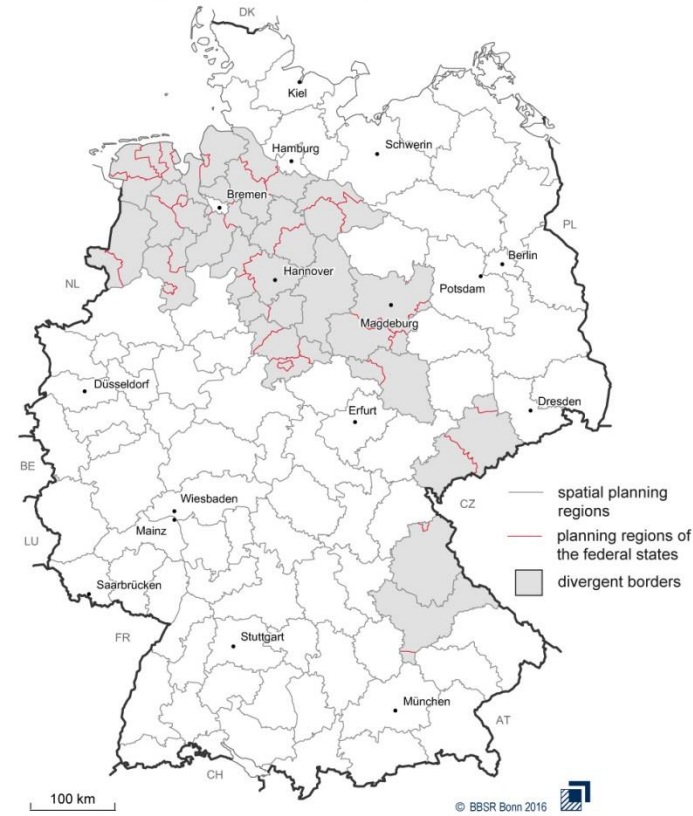 DK
Kiel
Hamburg
Schwerin
Bremen
PL
Berlin
Hannover
Potsdam
NL
Magdeburg
Düsseldorf
Dresden
Erfurt
BE
CZ
Wiesbaden
Mainz
LU
Saarbrücken
FR
Stuttgart
München
AT
CH
spatial planning
regions
planning regions of
the federal states
divergent borders
100 km
© BBSR Bonn 2016